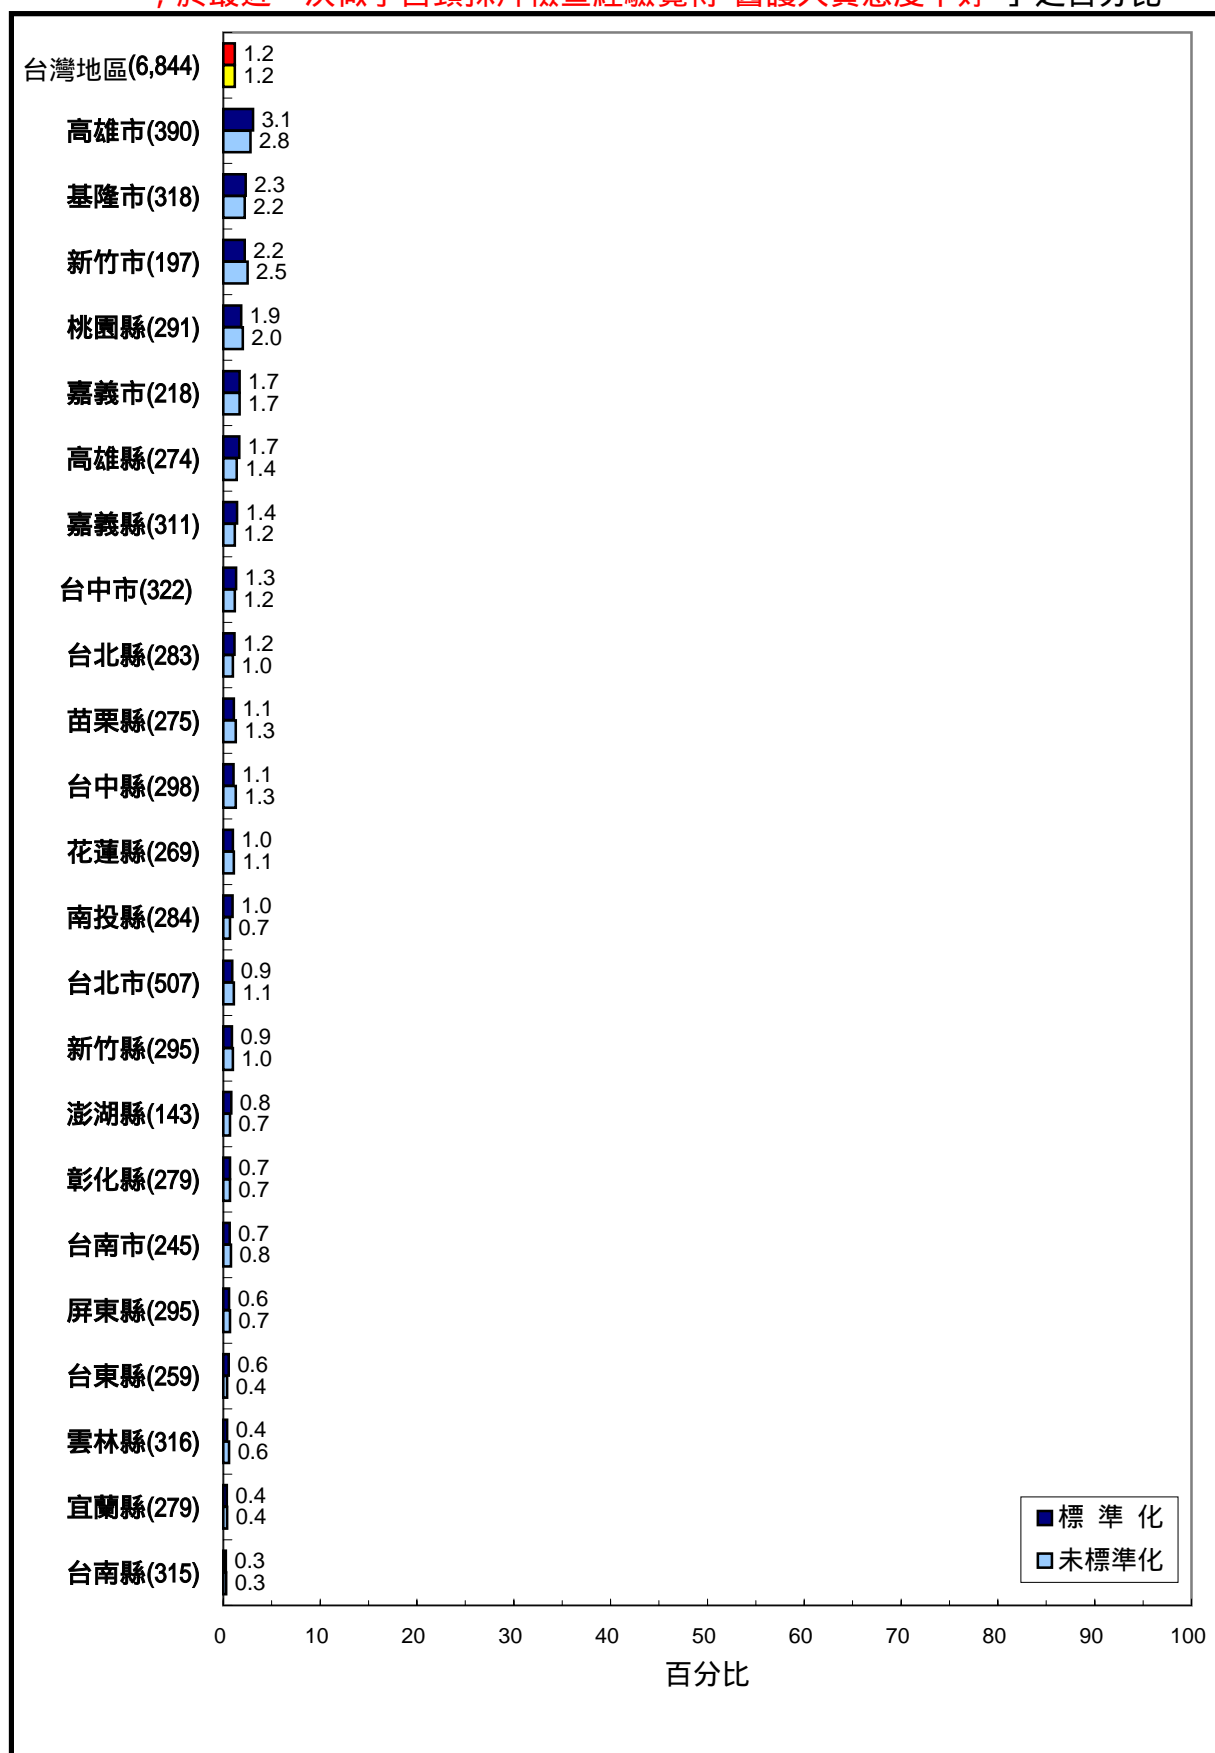 台灣地區(6,844) 1.2 1.2
高雄市(390) 3.1 2.8
基隆市(318) 2.3 2.2
新竹市(197) 2.2 2.5
桃園縣(291) 1.9 2.0
嘉義市(218) 1.7 1.7
高雄縣(274) 1.7 1.4
嘉義縣(311) 1.4 1.2
台中市(322) 1.3 1.2
台北縣(283) 1.2 1.0
苗栗縣(275) 1.1 1.3
台中縣(298) 1.1 1.3
花蓮縣(269) 1.0 1.1
南投縣(284) 1.0 0.7
台北市(507) 0.9 1.1
新竹縣(295) 0.9 1.0
澎湖縣(143) 0.8 0.7
彰化縣(279) 0.7 0.7
台南市(245) 0.7 0.8
屏東縣(295) 0.6 0.7
台東縣(259) 0.6 0.4
雲林縣(316) 0.4 0.6
宜蘭縣(279) 0.4 0.4
台南縣(315) 0.3 0.3
標 準 化
未標準化
0 10 20 30 40 50 60 70 80 90 100
百分比